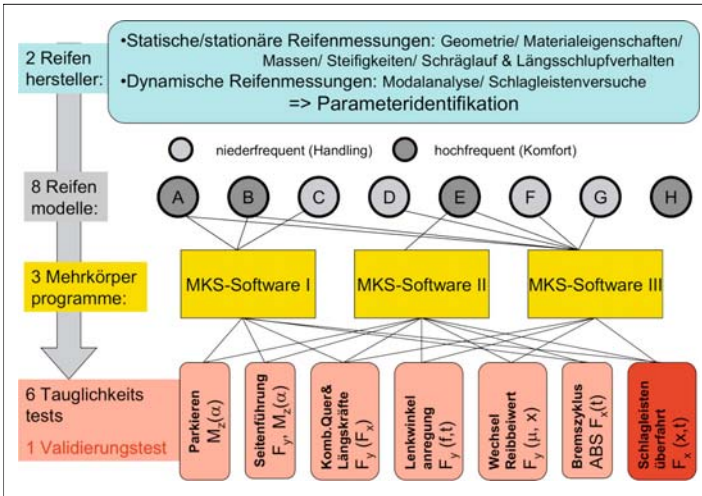 2 Reifen
hersteller:
•Statische/stationäre Reifenmessungen: Geometrie/ Materialeigenschaften/
Massen/ Steifigkeiten/ Schräglauf & Längsschlupfverhalten
•Dynamische Reifenmessungen: Modalanalyse/ Schlagleistenversuche
=> Parameteridentifikation
niederfrequent (Handling)
hochfrequent (Komfort)
8 Reifen
modelle:
A B C D E F G H
3 Mehrkörper
programme:
MKS-Software I MKS-Software II MKS-Software III
6 Tauglichkeits
tests
1 Validierungstest
Parkieren
M_z(α)
Seitenführung
F_y, M_z(α)
Komb.Quer&
Längskräfte
F_y (F_x)
Lenkwinkel
anregung
F_y (f,t)
Wechsel
Reibbeiwert
F_y (μ, x)
Bremszyklus
ABS F_x(t)
Schlagleisten
überfahrt
F_x (x,t)